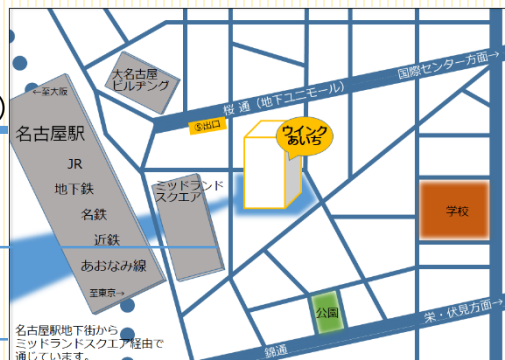 大名古屋
ビルヂング
国際センター方面→
桜通(地下ユニモール)
←至大阪
⑤出口
ウインク
あいち
名古屋駅
JR
地下鉄
名鉄
近鉄
あおなみ線
至東京→
ミッドランド
スクエア
学校
公園
栄・伏見方面→
錦通
名古屋駅地下街から
ミッドランドスクエア経由で
通じています。
)